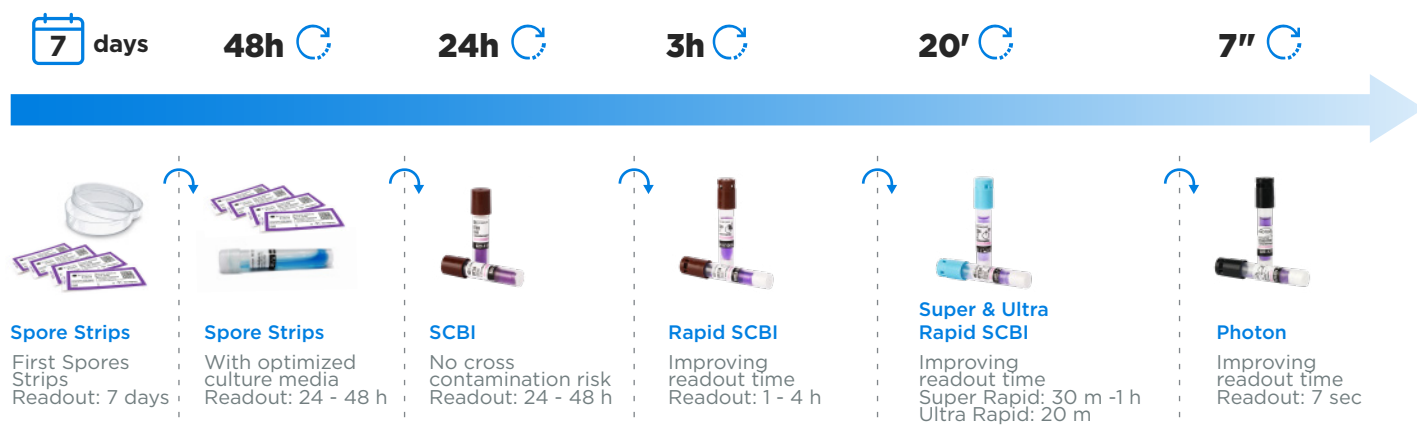 7 days
48h
24h
3h
20'
7"
Spore Strips
First Spores
Strips
Readout: 7 days
Spore Strips
With optimized
culture media
Readout: 24 - 48 h
SCBI
No cross
contamination risk
Readout: 24 - 48 h
Rapid SCBI
Improving
readout time
Readout: 1 - 4 h
Super & Ultra
Rapid SCBI
Improving
readout time
Super Rapid: 30 m -1 h
Ultra Rapid: 20 m
Photon
Improving
readout time
Readout: 7 sec